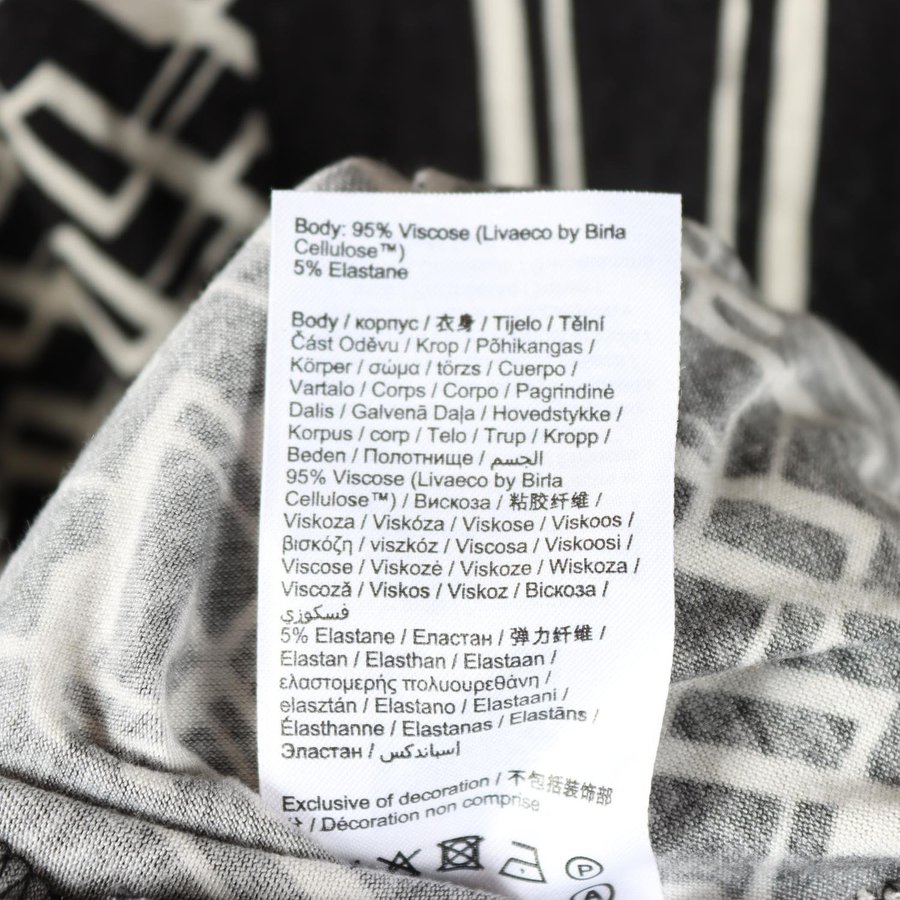 Body: 95% Viscose (Livaeco by Birla
Cellulose™)
5% Elastane
Body / корпус / 衣身 / Tijelo / Tělní
Část Oděvu / Krop / Põhikangas /
Körper / σώμα / törzs / Cuerpo /
Vartalo / Corps / Corpo / Pagrindinė
Dalis / Galvenā Daļa / Hovedstykke /
Korpus / corp / Telo / Trup / Kropp /
Beden / Полотнище / الجسم
95% Viscose (Livaeco by Birla
Cellulose™) / Вискоза / 粘胶纤维 /
Viskoza / Viskóza / Viskose / Viskoos /
βισκόζη / viszkóz / Viscosa / Viskoosi /
Viscose / Viskozė / Viskoze / Wiskoza /
Viscoză / Viskos / Viskoz / Віскоза /
فسكوزي
5% Elastane / Еластан / 弹力纤维 /
Elastan / Elasthan / Elastaan /
ελαστομερής πολυουρεθάνη /
elasztán / Elastano / Elastaani /
Élasthanne / Elastanas / Elastāns /
Эластан / اسباندكس
Exclusive of decoration / 不包括装饰部
/ Décoration non comprise
P
A